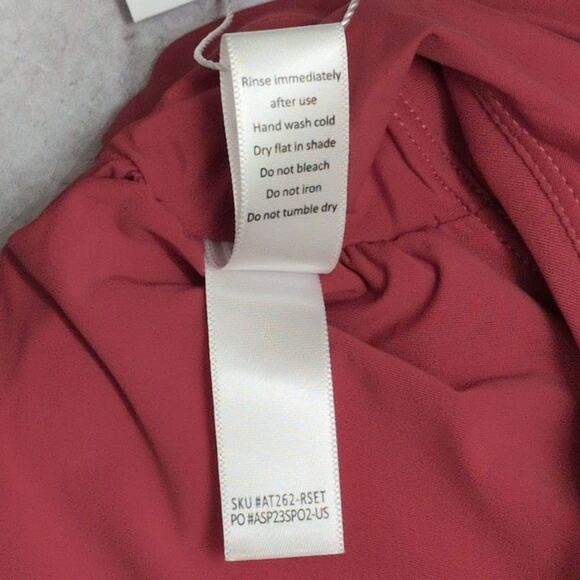 Rinse immediately
after use
Hand wash cold
Dry flat in shade
Do not bleach
Do not iron
Do not tumble dry
SKU #AT262-RSET
PO #ASP23SPO2-US